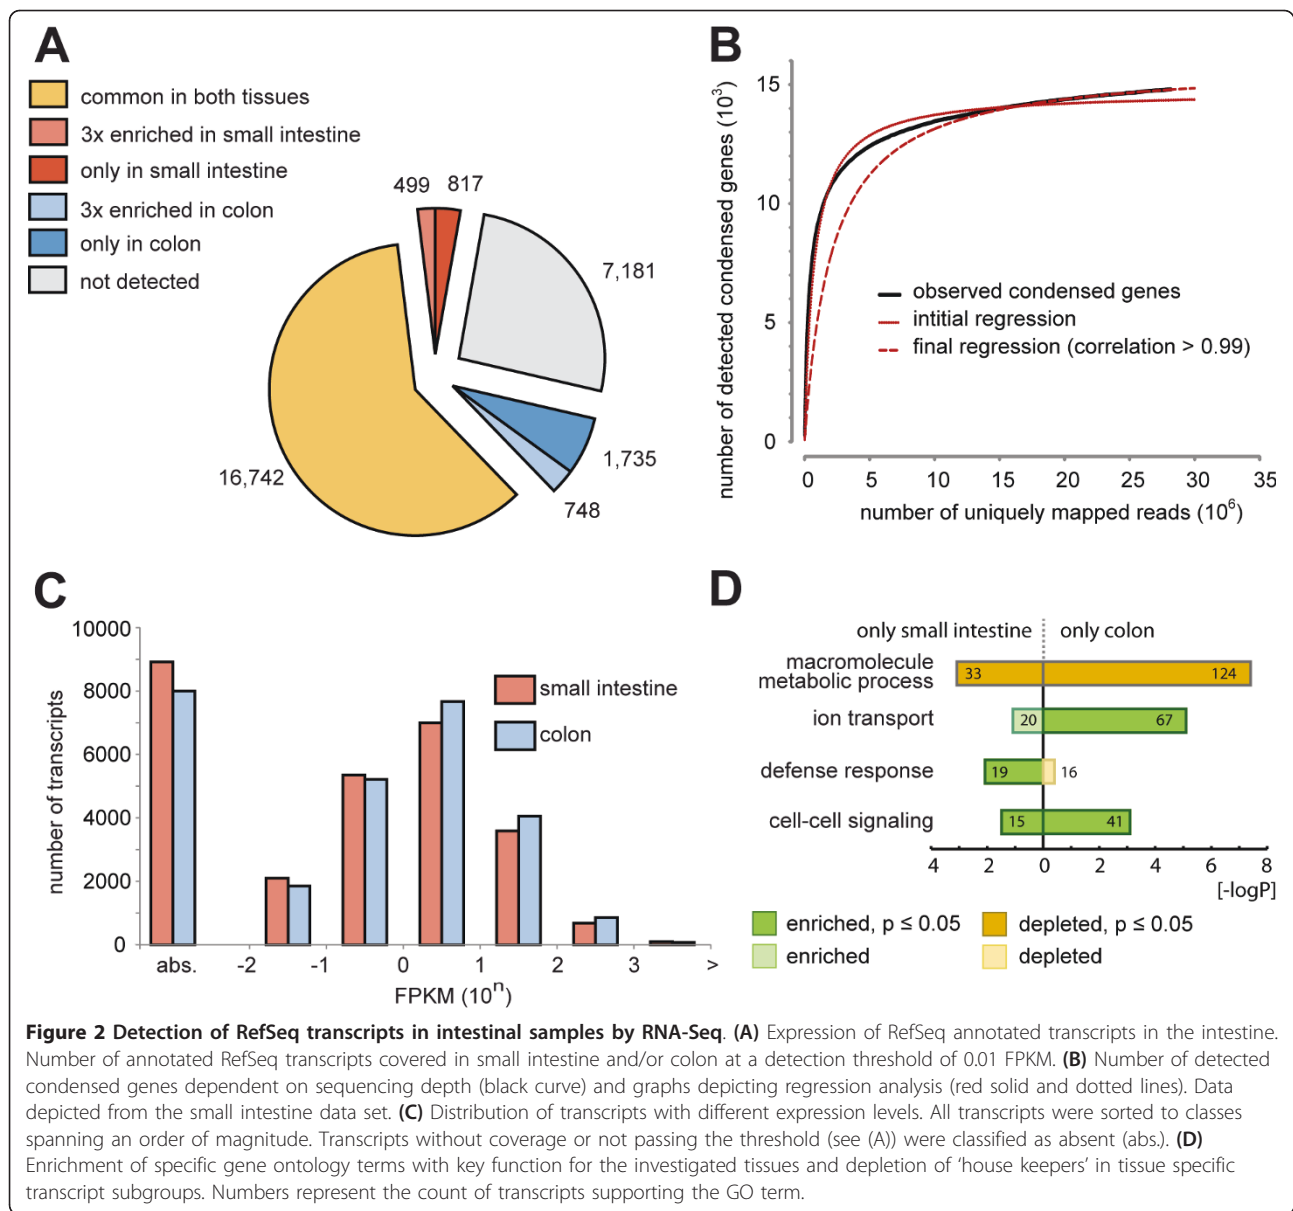 A
common in both tissues
3x enriched in small intestine
only in small intestine
3x enriched in colon
only in colon
not detected
499
817
7,181
1,735
748
16,742
B
number of detected condensed genes (10³)
15
10
5
0
observed condensed genes
intitial regression
final regression (correlation > 0.99)
0 5 10 15 20 25 30 35
number of uniquely mapped reads (10⁶)
C
number of transcripts
10000
8000
6000
4000
2000
0
small intestine
colon
abs. -2 -1 0 1 2 3 >
FPKM (10ⁿ)
D
only small intestine only colon
macromolecule
metabolic process
33 124
ion transport
20 67
defense response
19 16
cell-cell signaling
15 41
4 2 0 2 4 6 8
[-logP]
enriched, p ≤ 0.05
depleted, p ≤ 0.05
enriched
depleted
Figure 2 Detection of RefSeq transcripts in intestinal samples by RNA-Seq. (A) Expression of RefSeq annotated transcripts in the intestine.
Number of annotated RefSeq transcripts covered in small intestine and/or colon at a detection threshold of 0.01 FPKM. (B) Number of detected
condensed genes dependent on sequencing depth (black curve) and graphs depicting regression analysis (red solid and dotted lines). Data
depicted from the small intestine data set. (C) Distribution of transcripts with different expression levels. All transcripts were sorted to classes
spanning an order of magnitude. Transcripts without coverage or not passing the threshold (see (A)) were classified as absent (abs.). (D)
Enrichment of specific gene ontology terms with key function for the investigated tissues and depletion of ‘house keepers’ in tissue specific
transcript subgroups. Numbers represent the count of transcripts supporting the GO term.